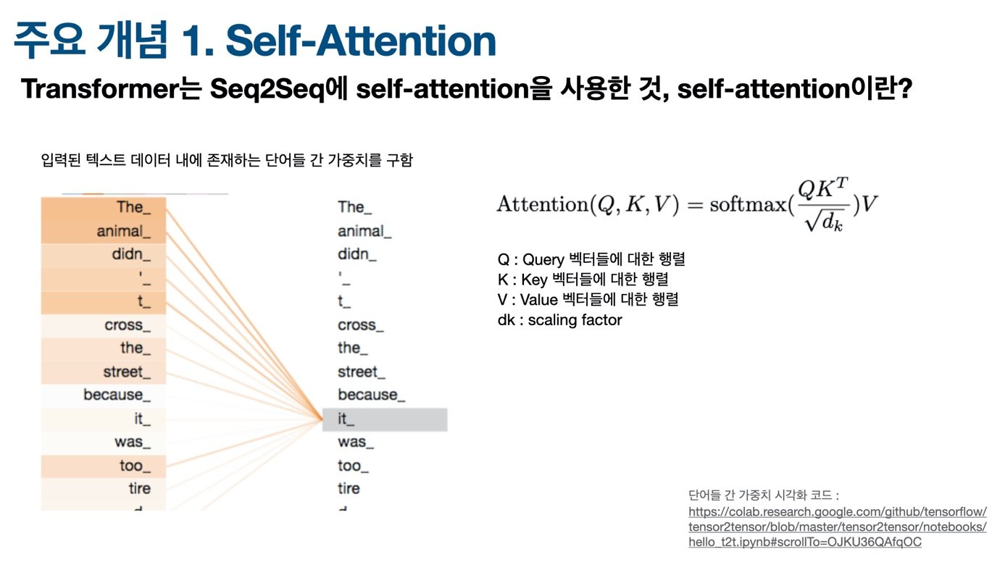 주요 개념 1. Self-Attention
Transformer는 Seq2Seq에 self-attention을 사용한 것, self-attention이란?
입력된 텍스트 데이터 내에 존재하는 단어들 간 가중치를 구함
The_ The_
animal_ animal_
didn_ didn_
'_ '_
t_ t_
cross_ cross_
the_ the_
street_ street_
because_ because_
it_ it_
was_ was_
too_ too_
tire tire
Attention(Q, K, V) = softmax(QK^T / √d_k)V
Q : Query 벡터들에 대한 행렬
K : Key 벡터들에 대한 행렬
V : Value 벡터들에 대한 행렬
dk : scaling factor
단어들 간 가중치 시각화 코드 :
https://colab.research.google.com/github/tensorflow/
tensor2tensor/blob/master/tensor2tensor/notebooks/
hello_t2t.ipynb#scrollTo=OJKU36QAfqOC